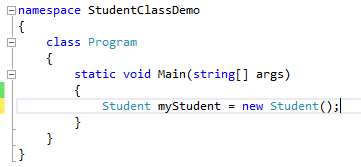 namespace StudentClassDemo
{
    class Program
    {
        static void Main(string[] args)
        {
            Student myStudent = new Student();
        }
    }
}